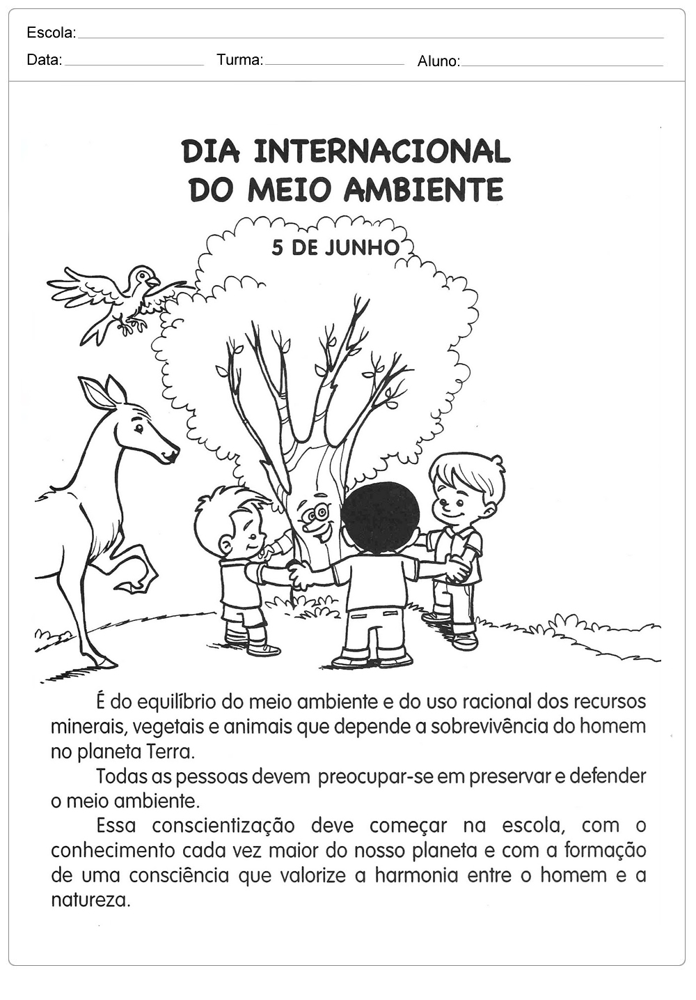 Escola:
Data: Turma: Aluno:
DIA INTERNACIONAL
DO MEIO AMBIENTE
5 DE JUNHO
É do equilíbrio do meio ambiente e do uso racional dos recursos
minerais, vegetais e animais que depende a sobrevivência do homem
no planeta Terra.
Todas as pessoas devem preocupar-se em preservar e defender
o meio ambiente.
Essa conscientização deve começar na escola, com o
conhecimento cada vez maior do nosso planeta e com a formação
de uma consciência que valorize a harmonia entre o homem e a
natureza.